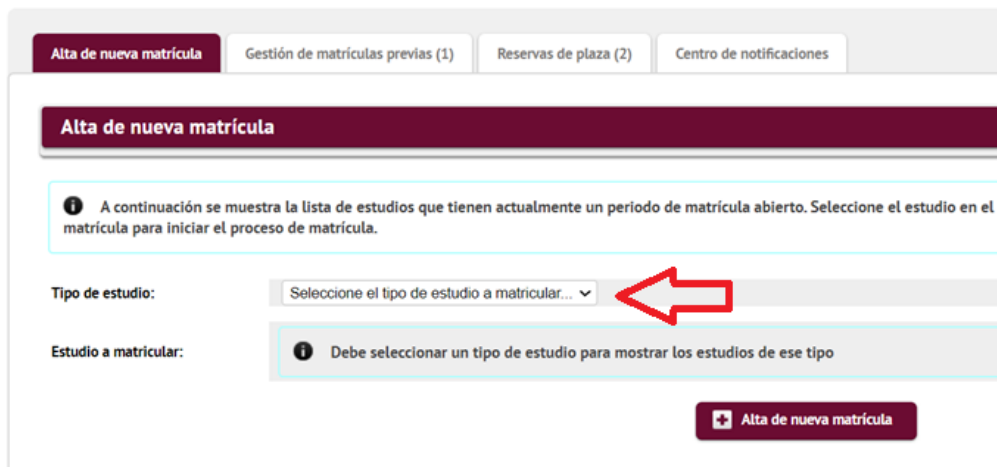 Alta de nueva matrícula
Gestión de matrículas previas (1)
Reservas de plaza (2)
Centro de notificaciones
Alta de nueva matrícula
A continuación se muestra la lista de estudios que tienen actualmente un periodo de matrícula abierto. Seleccione el estudio en el
matrícula para iniciar el proceso de matrícula.
Tipo de estudio:
Seleccione el tipo de estudio a matricular...
Estudio a matricular:
Debe seleccionar un tipo de estudio para mostrar los estudios de ese tipo
Alta de nueva matrícula